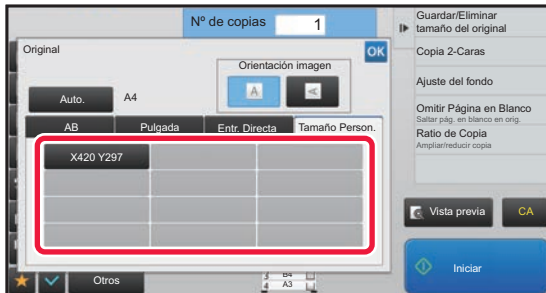 Nº de copias
1
Guardar/Eliminar
tamaño del original
Original
OK
Copia 2-Caras
Orientación imagen
A
A
Ajuste del fondo
Auto.
A4
Omitir Página en Blanco
Saltar pág. en blanco en orig.
AB
Pulgada
Entr. Directa
Tamaño Person.
Ratio de Copia
Ampliar/reducir copia
X420 Y297
Vista previa
CA
Otros
3
B4
4
A3
Iniciar